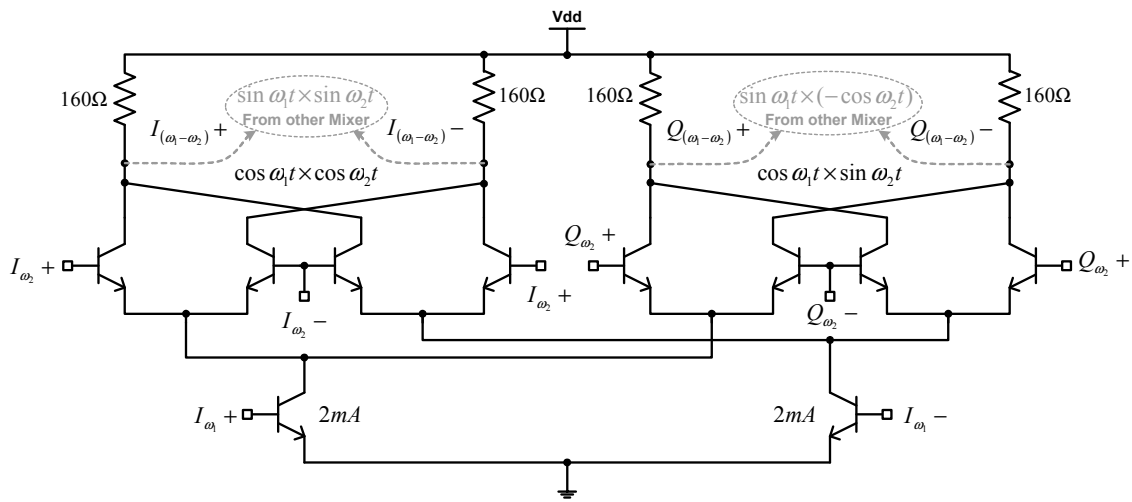 Vdd
160Ω
sin ω₁t × sin ω₂t
From other Mixer
160Ω
160Ω
sin ω₁t × (−cos ω₂t)
From other Mixer
160Ω
I(ω₁−ω₂) +
I(ω₁−ω₂) −
Q(ω₁−ω₂) +
Q(ω₁−ω₂) −
cos ω₁t × cos ω₂t
cos ω₁t × sin ω₂t
Iω₂ +
Iω₂ −
Iω₂ +
Qω₂ +
Qω₂ −
Qω₂ +
Iω₁ +
2mA
2mA
Iω₁ −